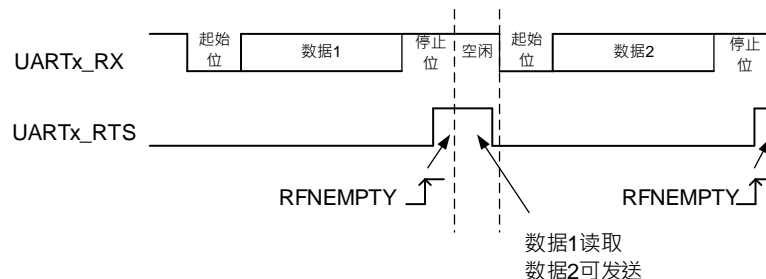 UARTx_RX
起始位
数据1
停止位
空闲
起始位
数据2
停止位
UARTx_RTS
RFNEMPTY
RFNEMPTY
数据1读取
数据2可发送